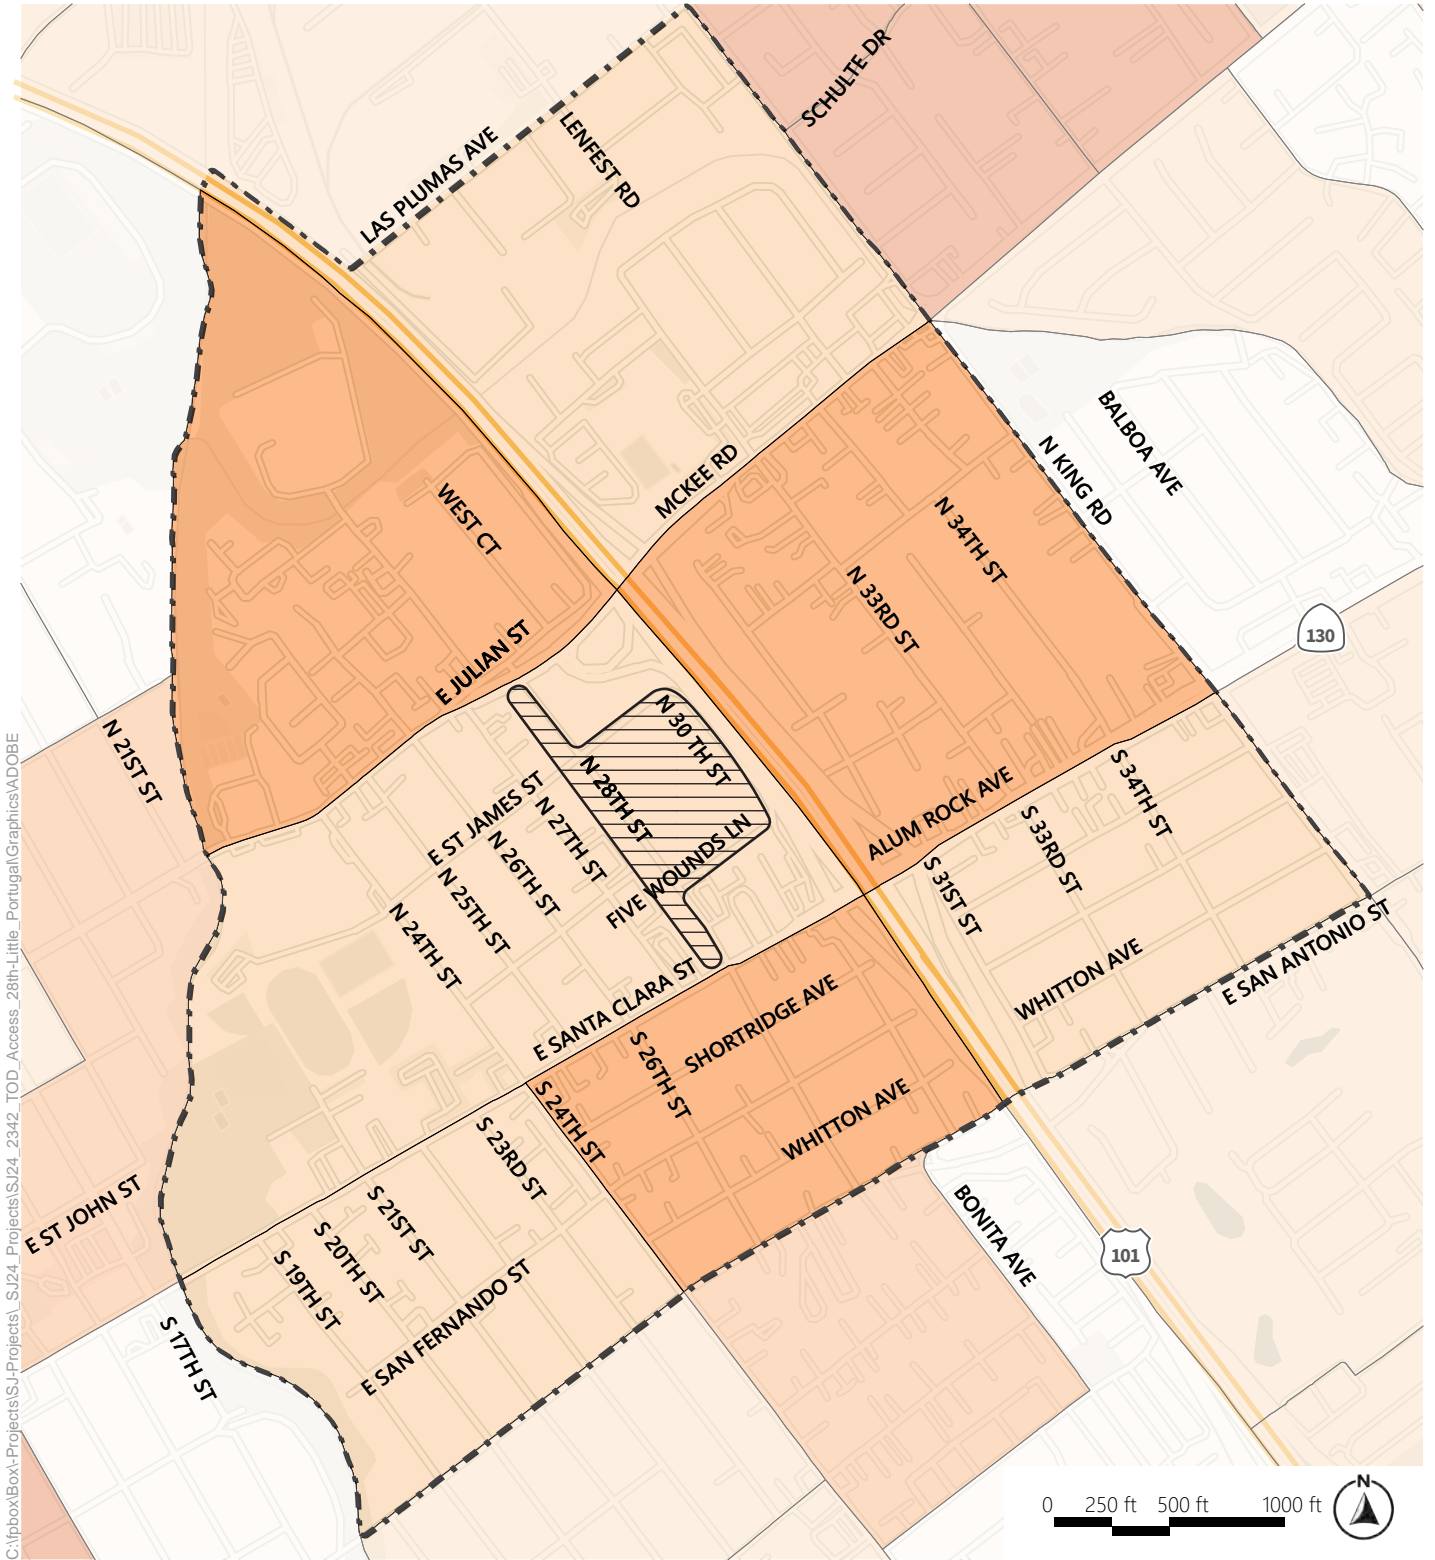 SCHULTE DR
LENFEST RD
LAS PLUMAS AVE
BALBOA AVE
N KING RD
MCKEE RD
WEST CT
N 34TH ST
N 33RD ST
130
E JULIAN ST
N 21ST ST
N 30 TH ST
N 28TH ST
E ST JAMES ST
N 27TH ST
N 26TH ST
N 25TH ST
N 24TH ST
FIVE WOUNDS LN
ALUM ROCK AVE
S 34TH ST
S 33RD ST
S 31ST ST
E SAN ANTONIO ST
WHITTON AVE
E SANTA CLARA ST
SHORTRIDGE AVE
S 26TH ST
WHITTON AVE
S 24TH ST
S 23RD ST
E ST JOHN ST
S 21ST ST
S 20TH ST
S 19TH ST
E SAN FERNANDO ST
S 17TH ST
BONITA AVE
101
C:\fpbox\Box\-Projects\SJ-Projects\_SJ24_Projects\SJ24_2342_TOD_Access_28th-Little_Portugal\Graphics\ADOBE
0 250 ft 500 ft 1000 ft
N